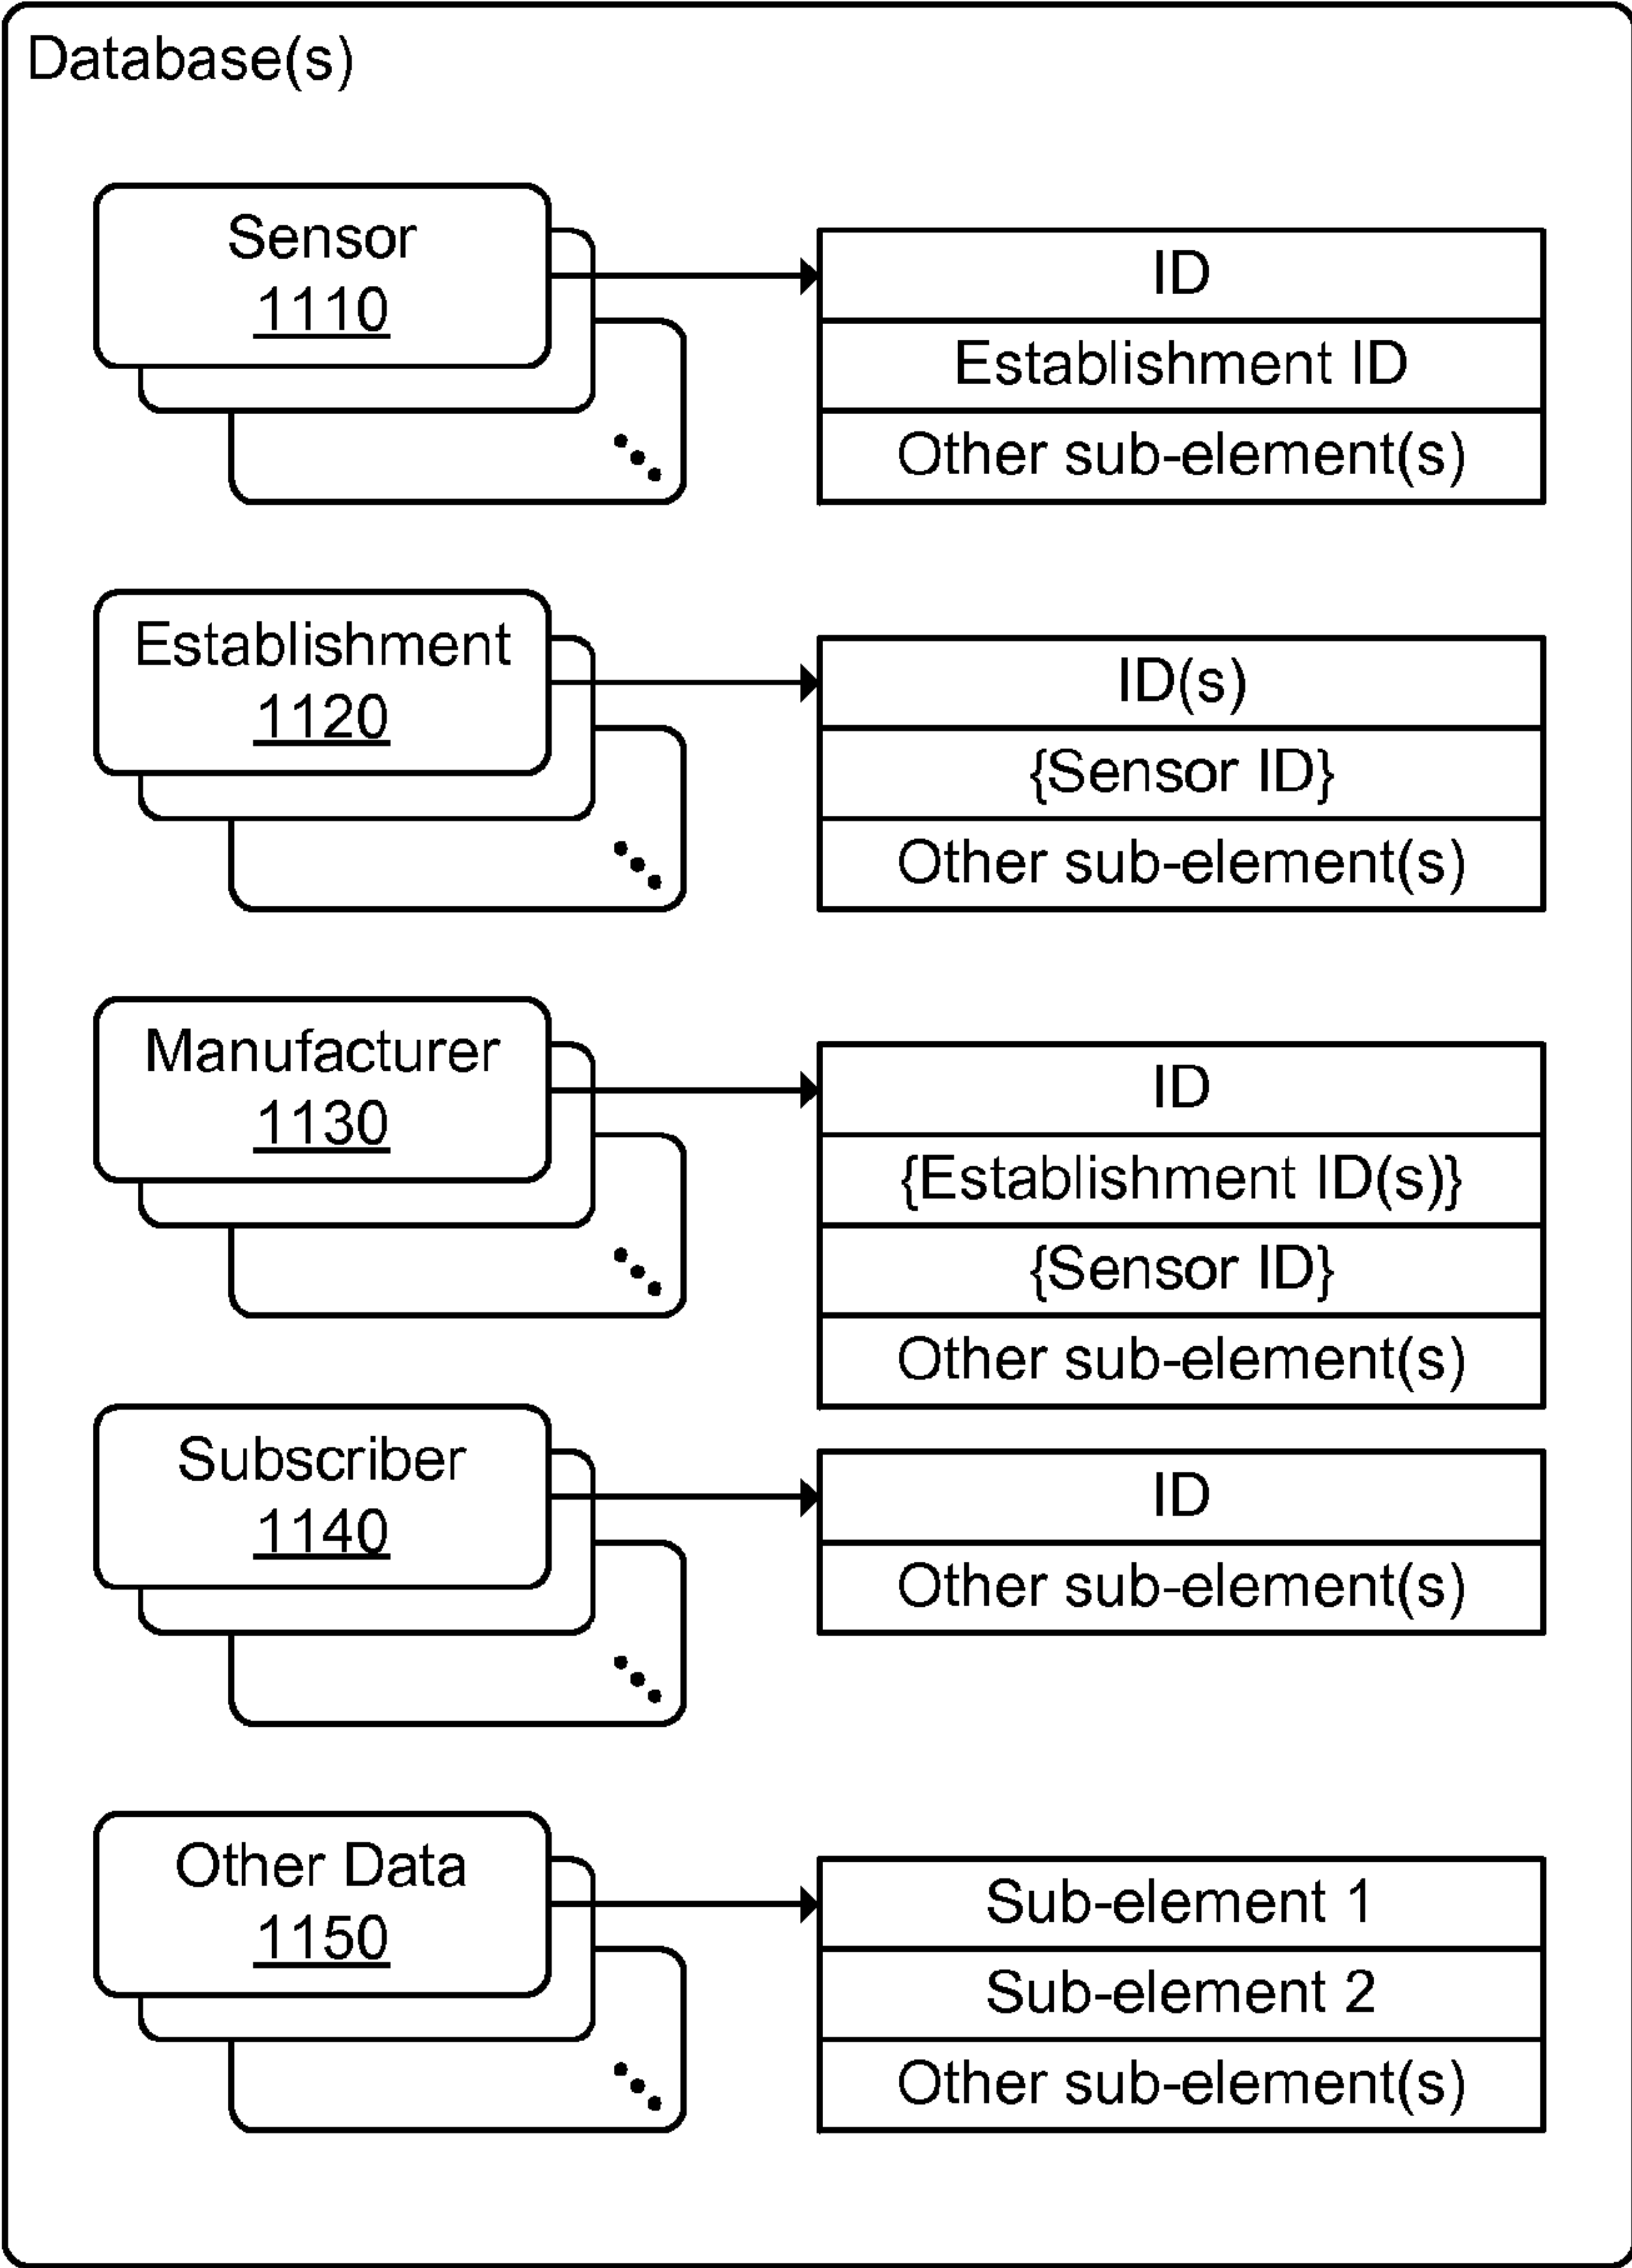 Database(s)
Sensor
1110
ID
Establishment ID
Other sub-element(s)
Establishment
1120
ID(s)
{Sensor ID}
Other sub-element(s)
Manufacturer
1130
ID
{Establishment ID(s)}
{Sensor ID}
Other sub-element(s)
Subscriber
1140
ID
Other sub-element(s)
Other Data
1150
Sub-element 1
Sub-element 2
Other sub-element(s)